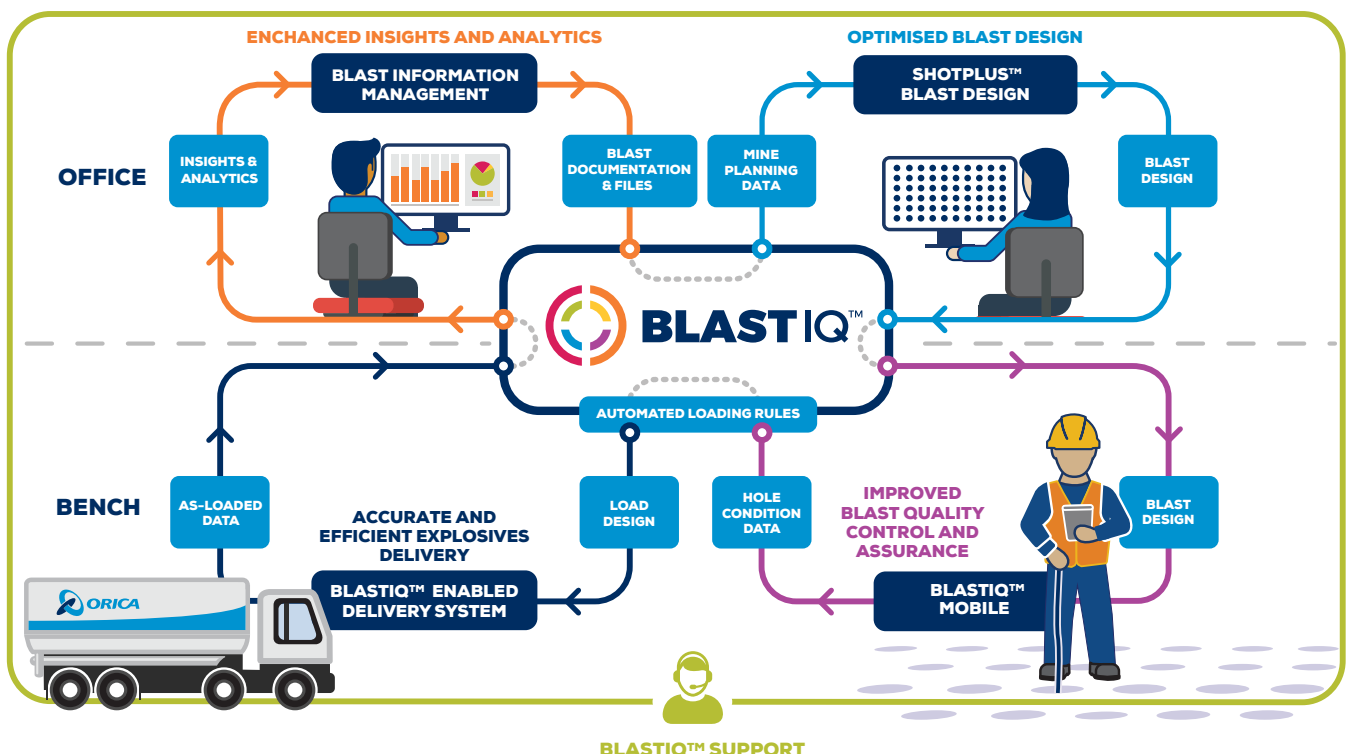 ENCHANCED INSIGHTS AND ANALYTICS
OPTIMISED BLAST DESIGN
BLAST INFORMATION
MANAGEMENT
SHOTPLUS™
BLAST DESIGN
OFFICE
INSIGHTS &
ANALYTICS
BLAST
DOCUMENTATION
& FILES
MINE
PLANNING
DATA
BLAST
DESIGN
BLASTIQ™
AUTOMATED LOADING RULES
BENCH
AS-LOADED
DATA
ACCURATE AND
EFFICIENT EXPLOSIVES
DELIVERY
LOAD
DESIGN
HOLE
CONDITION
DATA
IMPROVED
BLAST QUALITY
CONTROL AND
ASSURANCE
BLAST
DESIGN
BLASTIQ™ ENABLED
DELIVERY SYSTEM
BLASTIQ™
MOBILE
ORICA
BLASTIQ™ SUPPORT